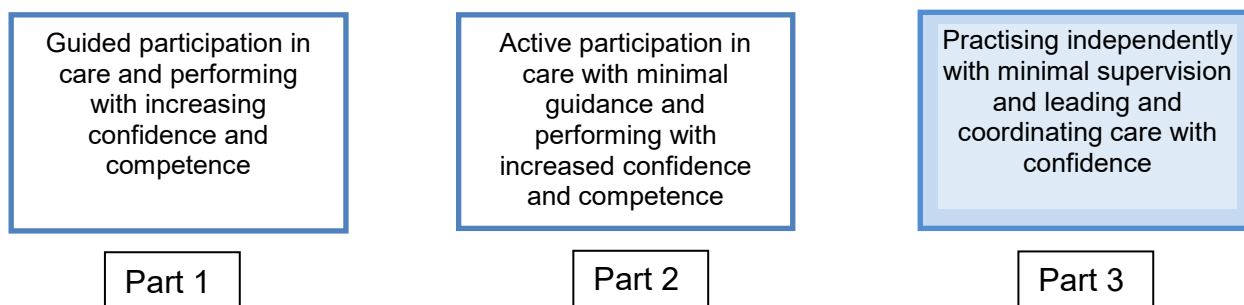 Guided participation in
care and performing
with increasing
confidence and
competence
Part 1
Active participation in
care with minimal
guidance and
performing with
increased confidence
and competence
Part 2
Practising independently
with minimal supervision
and leading and
coordinating care with
confidence
Part 3